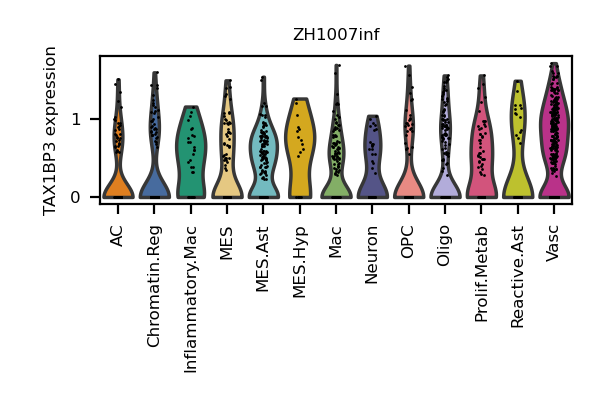 ZH1007inf
TAX1BP3 expression
1
0
AC
Chromatin.Reg
Inflammatory.Mac
MES
MES.Ast
MES.Hyp
Mac
Neuron
OPC
Oligo
Prolif.Metab
Reactive.Ast
Vasc